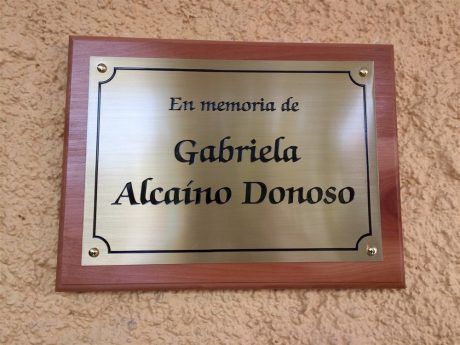 En memoria de
Gabriela
Alcaíno Donoso